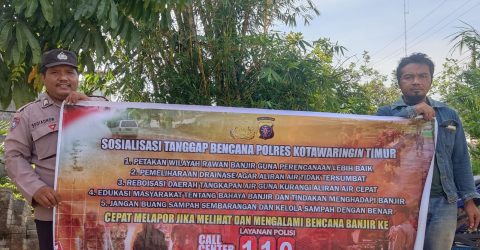 SOSIALISASI TANGGAP BENCANA POLRES KOTAWARINGIN TIMUR
1. PETAKAN WILAYAH RAWAN BANJIR GUNA PERENCANAAN LEBIH BAIK
2. PEMELIHARAAN DRAINASE AGAR ALIRAN AIR TIDAK TERSUMBAT
3. REBOISASI DAERAH TANGKAPAN AIR GUNA KURANGI ALIRAN AIR CEPAT
4. EDUKASI MASYARAKAT TENTANG BAHAYA BANJIR DAN TINDAKAN MENGHADAPI BANJIR
5. JANGAN BUANG SAMPAH SEMBARANGAN DAN KELOLA SAMPAH DENGAN BENAR
CEPAT MELAPOR JIKA MELIHAT DAN MENGALAMI BENCANA BANJIR KE
LAYANAN POLISI
CALL
CENTER
110